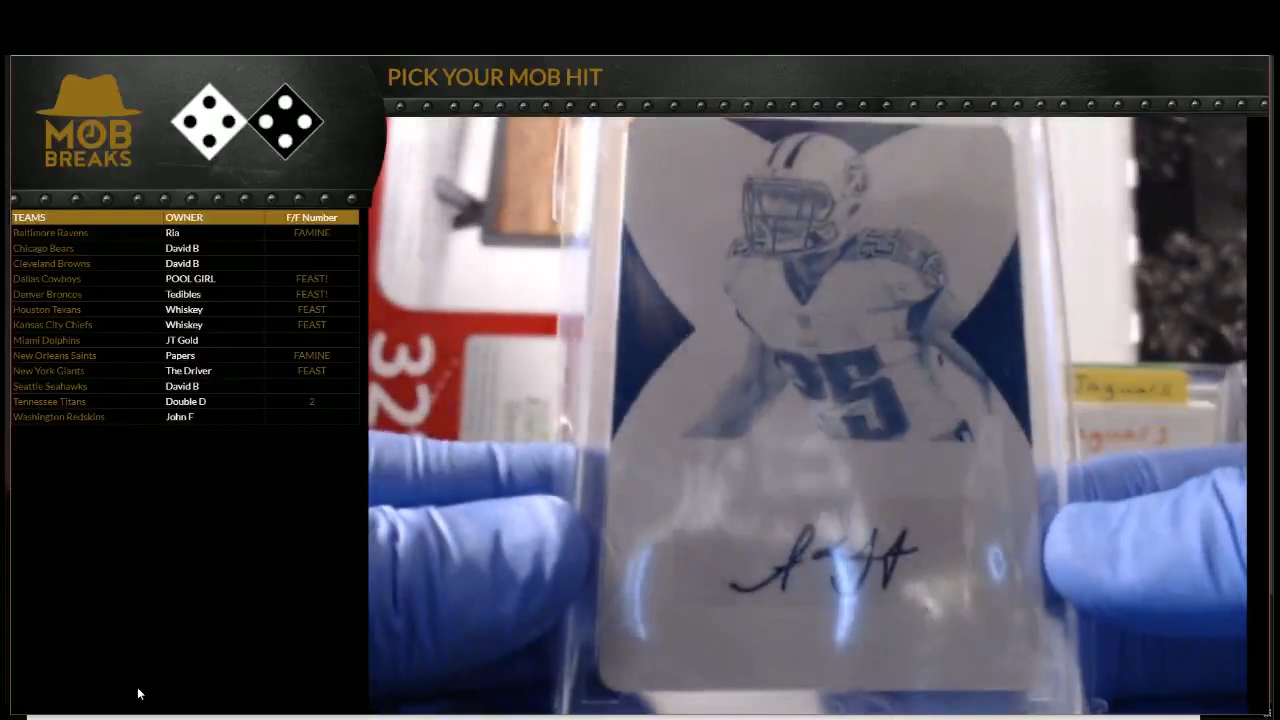 PICK YOUR MOB HIT
MOB
BREAKS
TEAMS OWNER F/F Number
Baltimore Ravens Ria FAMINE
Chicago Bears David B
Cleveland Browns David B
Dallas Cowboys POOL GIRL FEAST!
Denver Broncos Tedibles FEAST!
Houston Texans Whiskey FEAST
Kansas City Chiefs Whiskey FEAST
Miami Dolphins JT Gold
New Orleans Saints Papers FAMINE
New York Giants The Driver FEAST
Seattle Seahawks David B
Tennessee Titans Double D 2
Washington Redskins John F
32
25
Jaguars